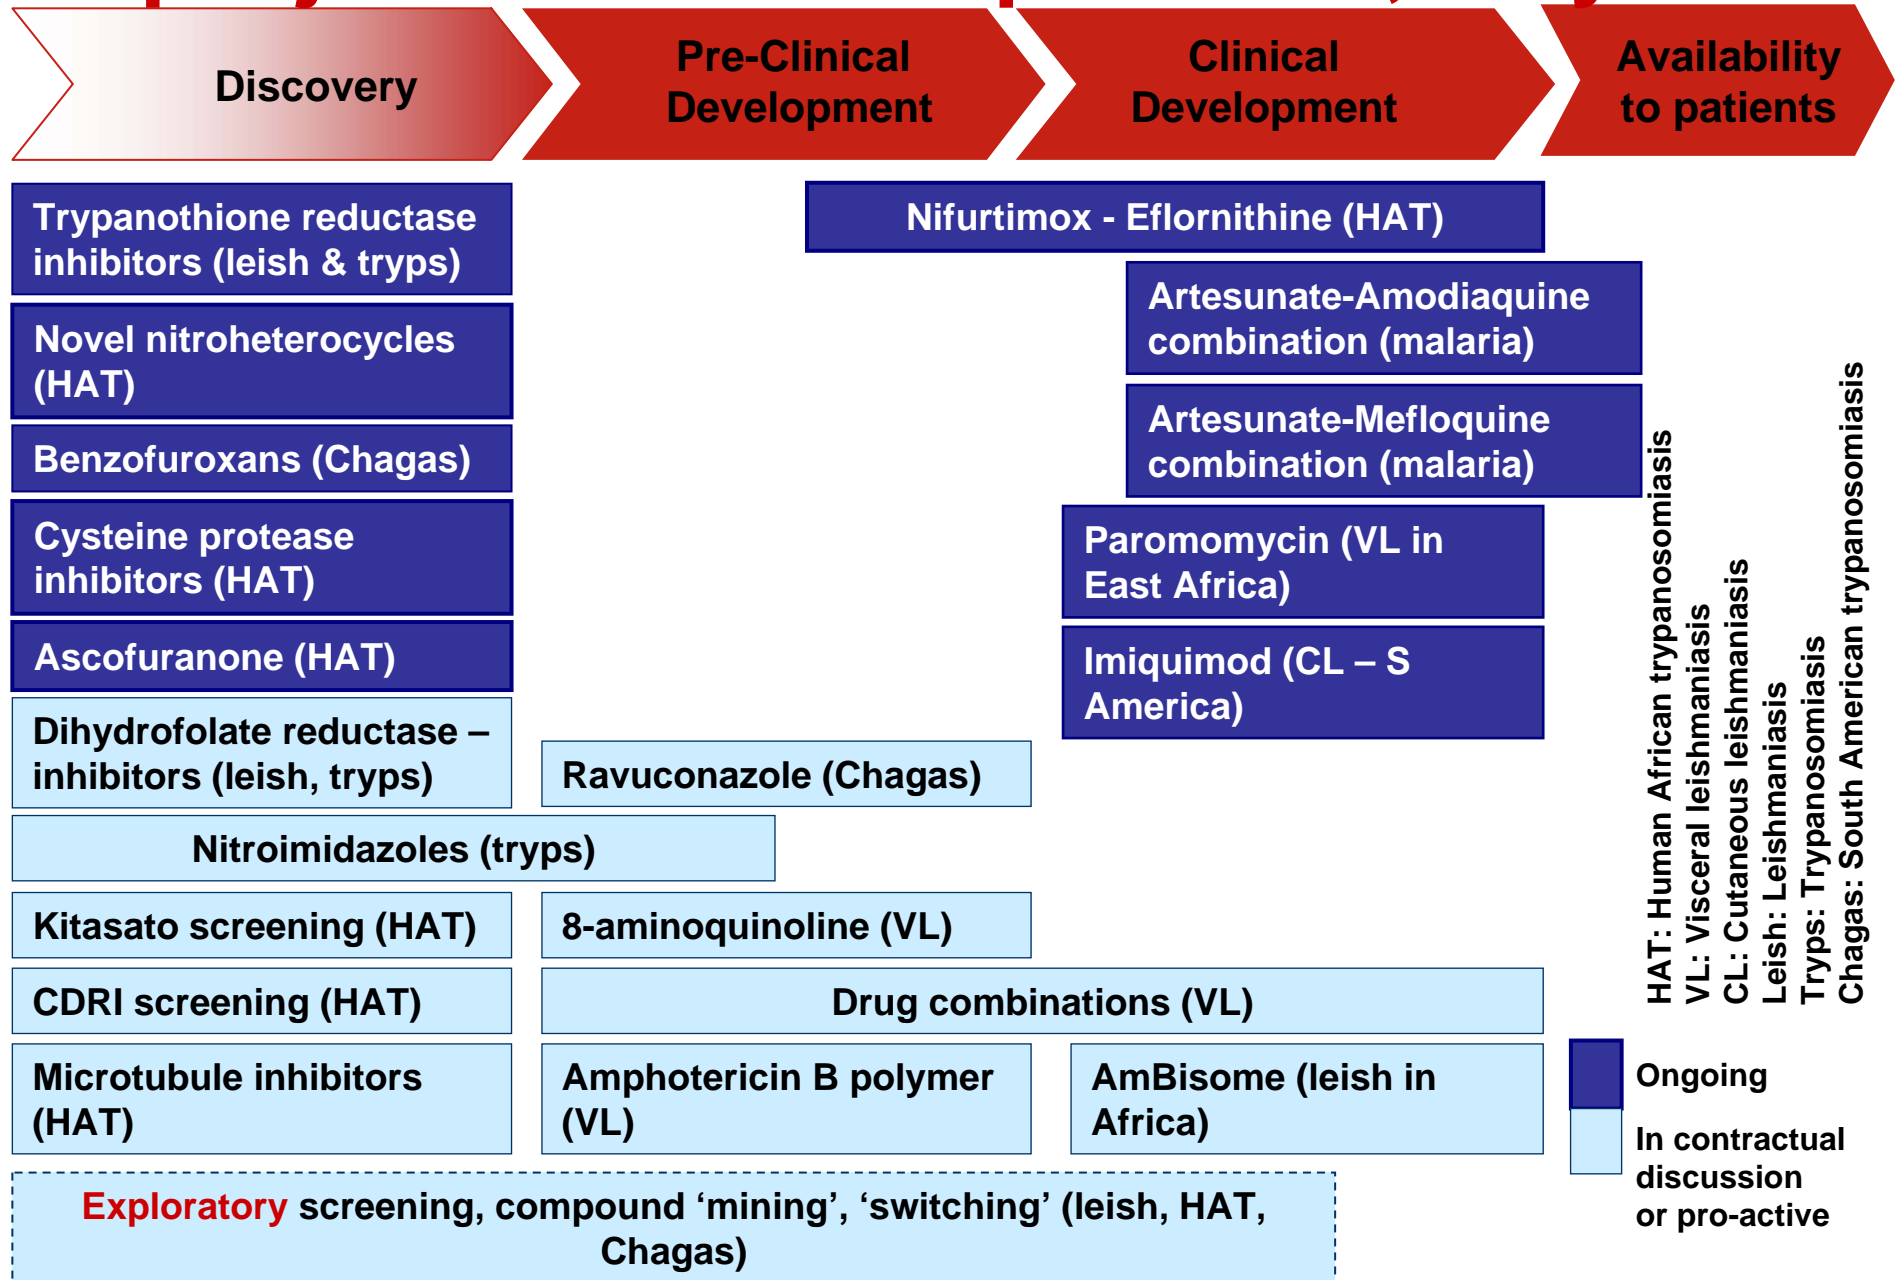 Discovery
Pre-Clinical
Development
Clinical
Development
Availability
to patients
Trypanothione reductase
inhibitors (leish & tryps)
Novel nitroheterocycles
(HAT)
Benzofuroxans (Chagas)
Cysteine protease
inhibitors (HAT)
Ascofuranone (HAT)
Dihydrofolate reductase –
inhibitors (leish, tryps)
Nitroimidazoles (tryps)
Kitasato screening (HAT)
CDRI screening (HAT)
Microtubule inhibitors
(HAT)
Ravuconazole (Chagas)
8-aminoquinoline (VL)
Drug combinations (VL)
Amphotericin B polymer
(VL)
Nifurtimox - Eflornithine (HAT)
Artesunate-Amodiaquine
combination (malaria)
Artesunate-Mefloquine
combination (malaria)
Paromomycin (VL in
East Africa)
Imiquimod (CL – S
America)
AmBisome (leish in
Africa)
Exploratory screening, compound ‘mining’, ‘switching’ (leish, HAT,
Chagas)
HAT: Human African trypanosomiasis
VL: Visceral leishmaniasis
CL: Cutaneous leishmaniasis
Leish: Leishmaniasis
Tryps: Trypanosomiasis
Chagas: South American trypanosomiasis
Ongoing
In contractual
discussion
or pro-active